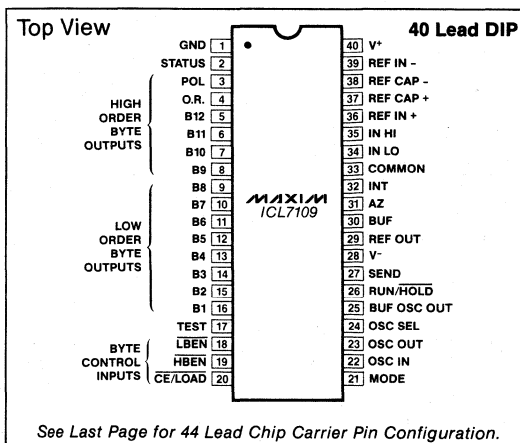 Top View
40 Lead DIP
GND 1
STATUS 2
POL 3
O.R. 4
B12 5
B11 6
B10 7
B9 8
B8 9
B7 10
B6 11
B5 12
B4 13
B3 14
B2 15
B1 16
TEST 17
LBEN 18
HBEN 19
CE/LOAD 20
HIGH
ORDER
BYTE
OUTPUTS
LOW
ORDER
BYTE
OUTPUTS
BYTE
CONTROL
INPUTS
MAXIM
ICL7109
40 V+
39 REF IN -
38 REF CAP -
37 REF CAP +
36 REF IN +
35 IN HI
34 IN LO
33 COMMON
32 INT
31 AZ
30 BUF
29 REF OUT
28 V-
27 SEND
26 RUN/HOLD
25 BUF OSC OUT
24 OSC SEL
23 OSC OUT
22 OSC IN
21 MODE
See Last Page for 44 Lead Chip Carrier Pin Configuration.